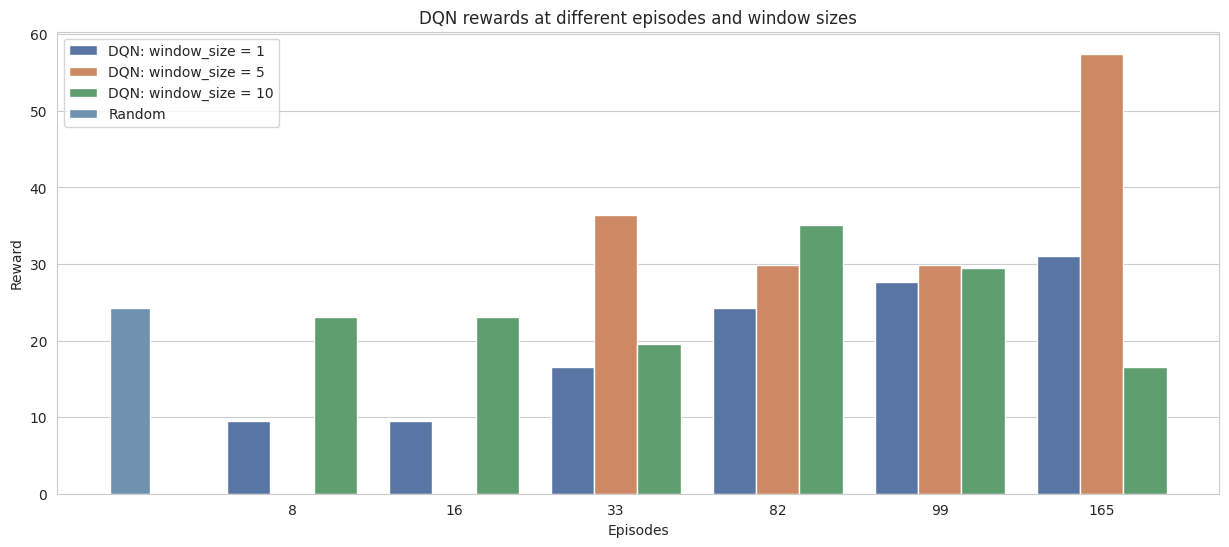 DQN rewards at different episodes and window sizes
DQN: window_size = 1
DQN: window_size = 5
DQN: window_size = 10
Random
60
50
40
30
20
10
0
Reward
8 16 33 82 99 165
Episodes